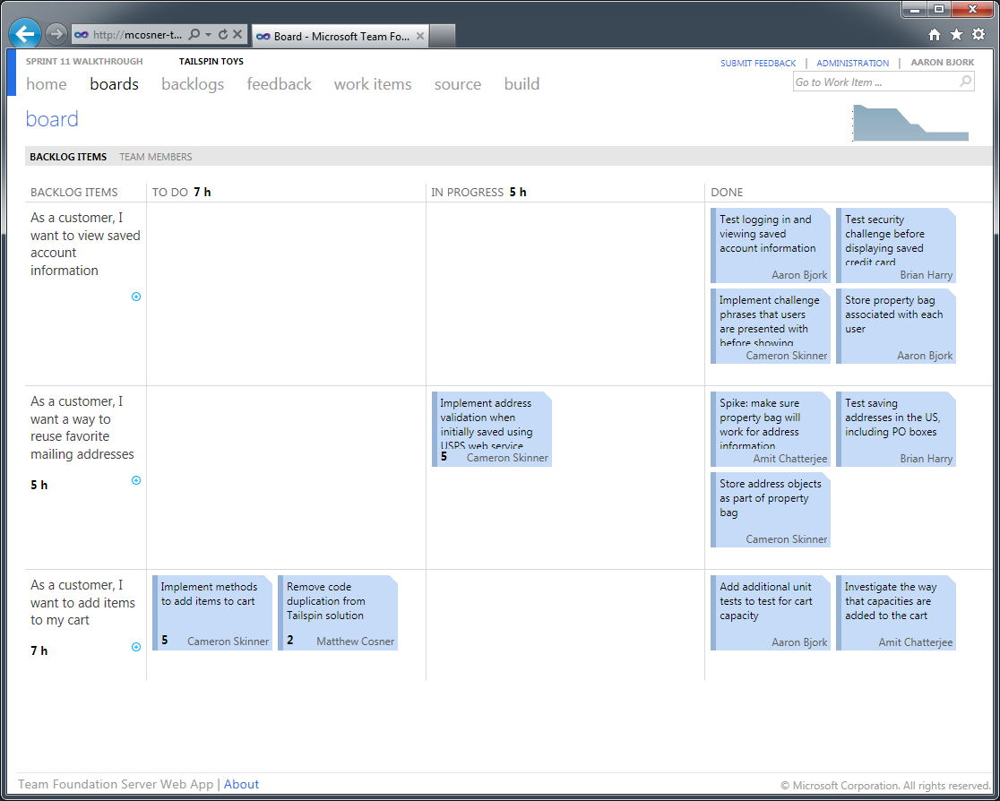 http://mcosner-t...
Board - Microsoft Team Fo...
SPRINT 11 WALKTHROUGH
TAILSPIN TOYS
SUBMIT FEEDBACK | ADMINISTRATION | AARON BJORK
home boards backlogs feedback work items source build
Go to Work Item ...
board
BACKLOG ITEMS TEAM MEMBERS
BACKLOG ITEMS
TO DO 7 h
IN PROGRESS 5 h
DONE
As a customer, I
want to view saved
account
information
Test logging in and
viewing saved
account information
Aaron Bjork
Test security
challenge before
displaying saved
credit card
Brian Harry
Implement challenge
phrases that users
are presented with
before showing
Cameron Skinner
Store property bag
associated with each
user
Aaron Bjork
As a customer, I
want a way to
reuse favorite
mailing addresses
5 h
Implement address
validation when
initially saved using
USPS web service
5 Cameron Skinner
Spike: make sure
property bag will
work for address
information
Amit Chatterjee
Test saving
addresses in the US,
including PO boxes
Brian Harry
Store address objects
as part of property
bag
Cameron Skinner
As a customer, I
want to add items
to my cart
7 h
Implement methods
to add items to cart
5 Cameron Skinner
Remove code
duplication from
Tailspin solution
2 Matthew Cosner
Add additional unit
tests to test for cart
capacity
Aaron Bjork
Investigate the way
that capacities are
added to the cart
Amit Chatterjee
Team Foundation Server Web App | About
© Microsoft Corporation. All rights reserved.